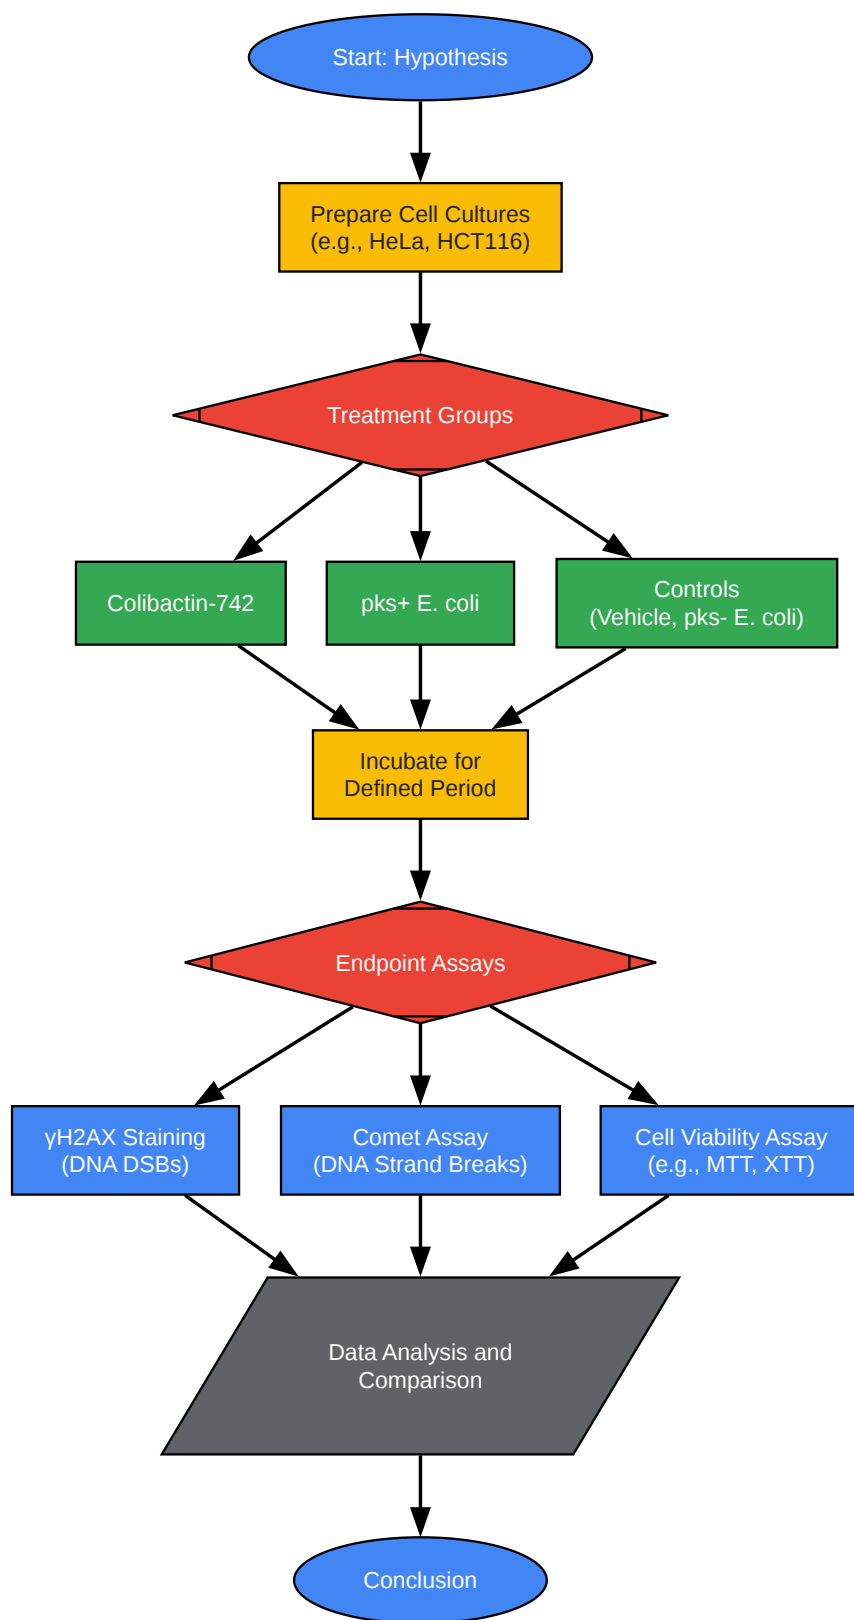 Start: Hypothesis
Prepare Cell Cultures
(e.g., HeLa, HCT116)
Treatment Groups
Colibactin-742
pks+ E. coli
Controls
(Vehicle, pks- E. coli)
Incubate for
Defined Period
Endpoint Assays
γH2AX Staining
(DNA DSBs)
Comet Assay
(DNA Strand Breaks)
Cell Viability Assay
(e.g., MTT, XTT)
Data Analysis and
Comparison
Conclusion